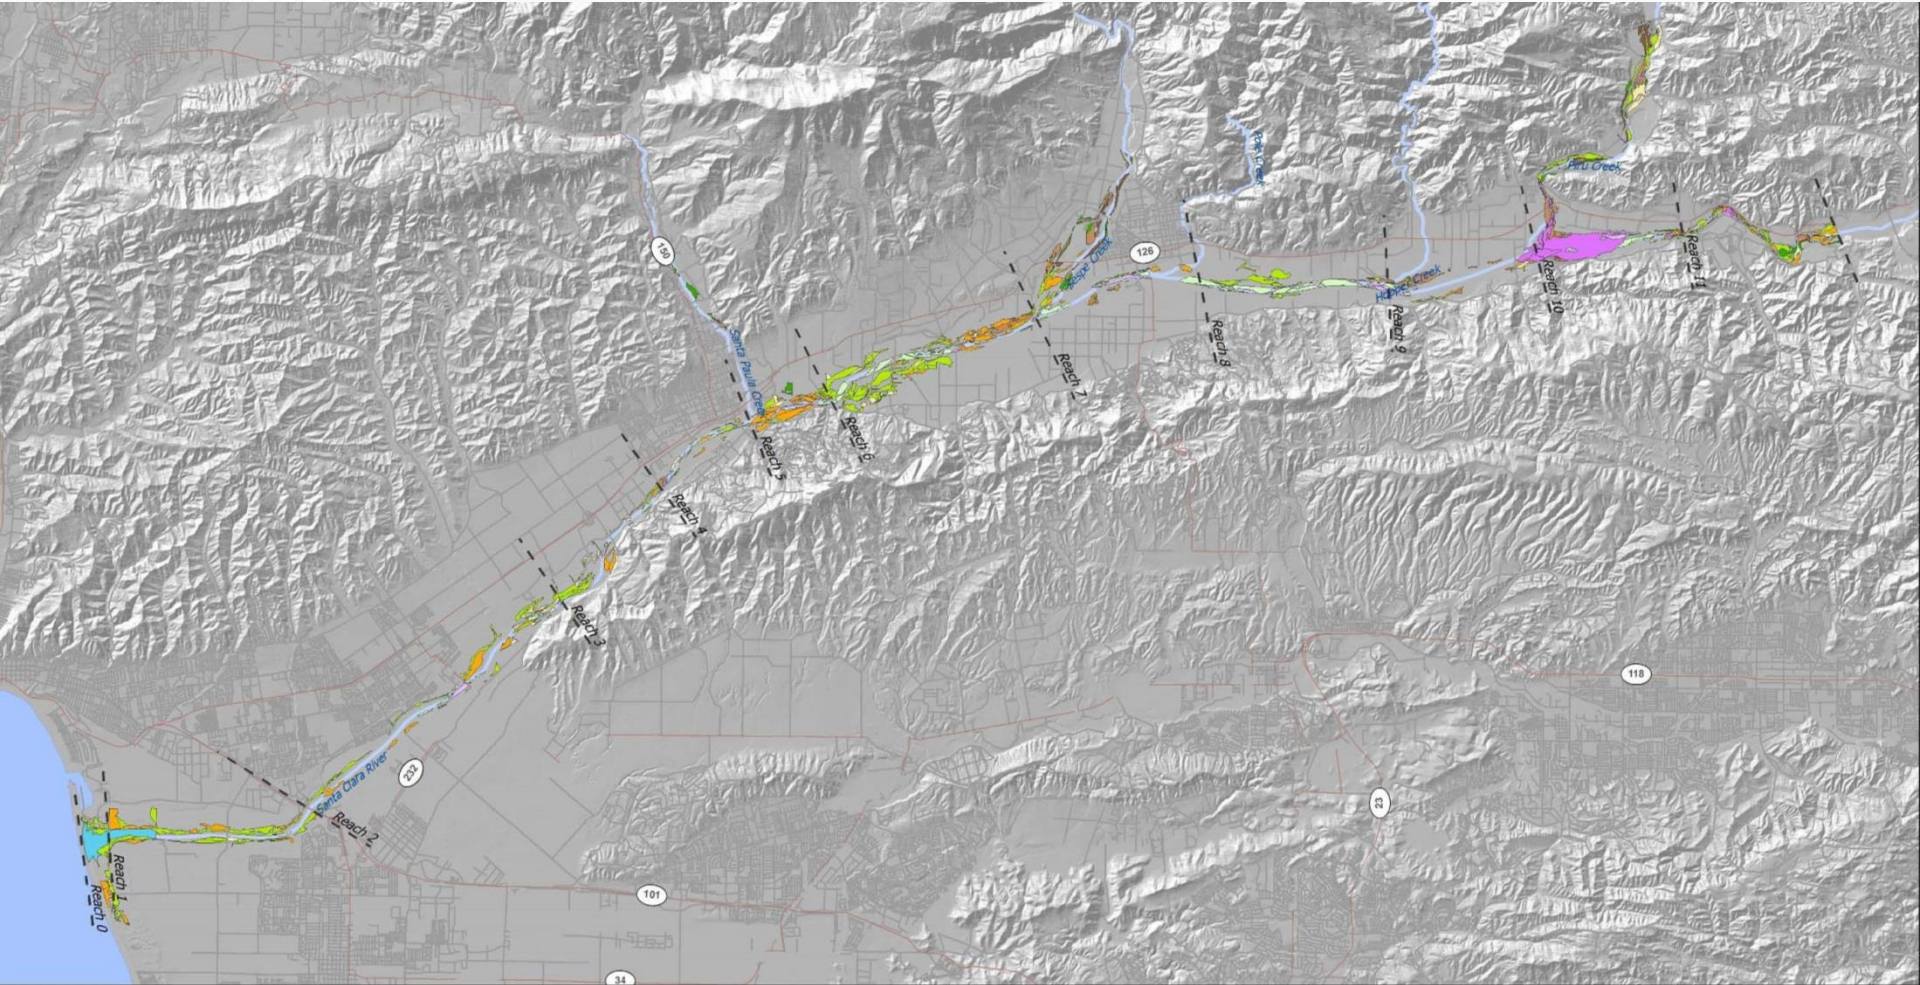 Pole Creek
Piru Creek
150
126
Sespe Creek
Reach 11
Reach 10
Hopper Creek
Reach 9
Reach 8
Santa Paula Creek
Reach 7
Reach 6
Reach 5
Reach 4
Reach 3
118
232
Santa Clara River
23
Reach 2
Reach 1
Reach 0
101
34